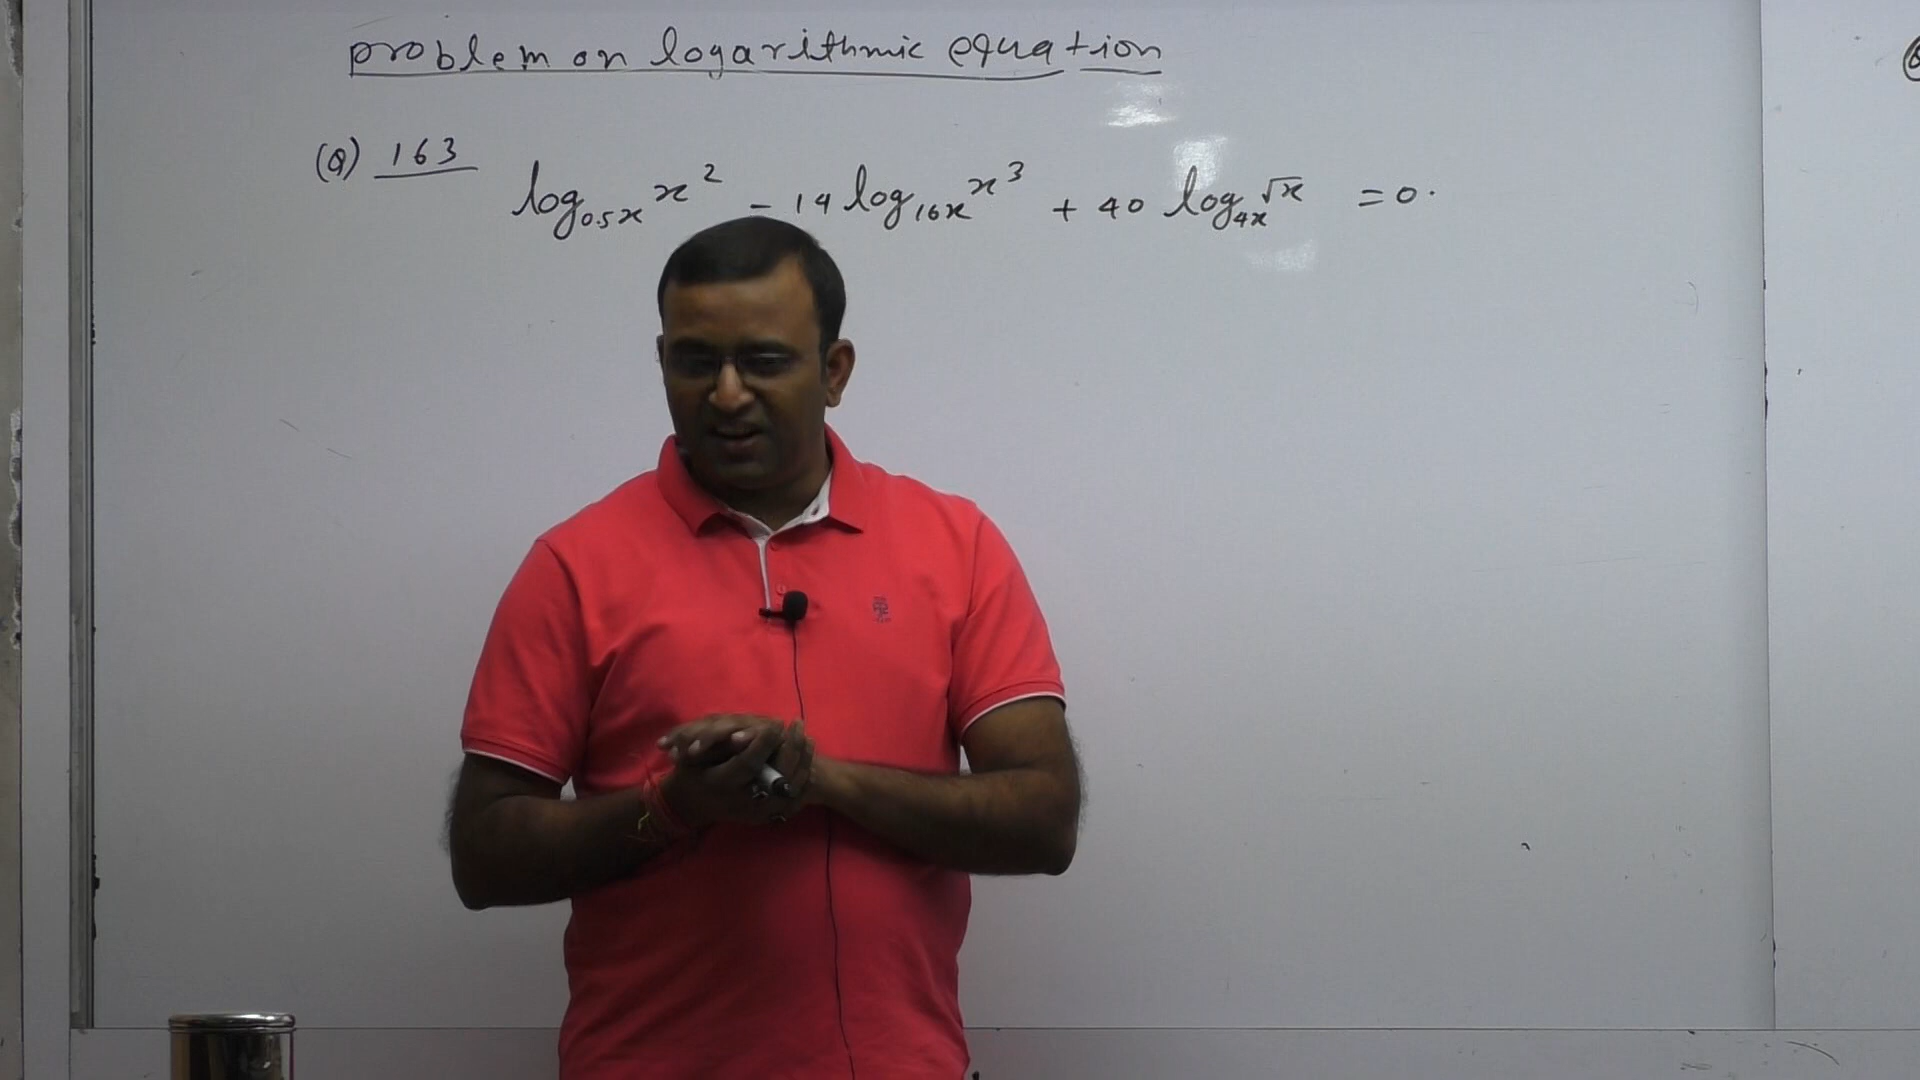 problem on logarithmic equation
(Q) 163 log₀.₅ₓ x² - 14 log₁₆ₓ x³ + 40 log₄ₓ √x = 0.